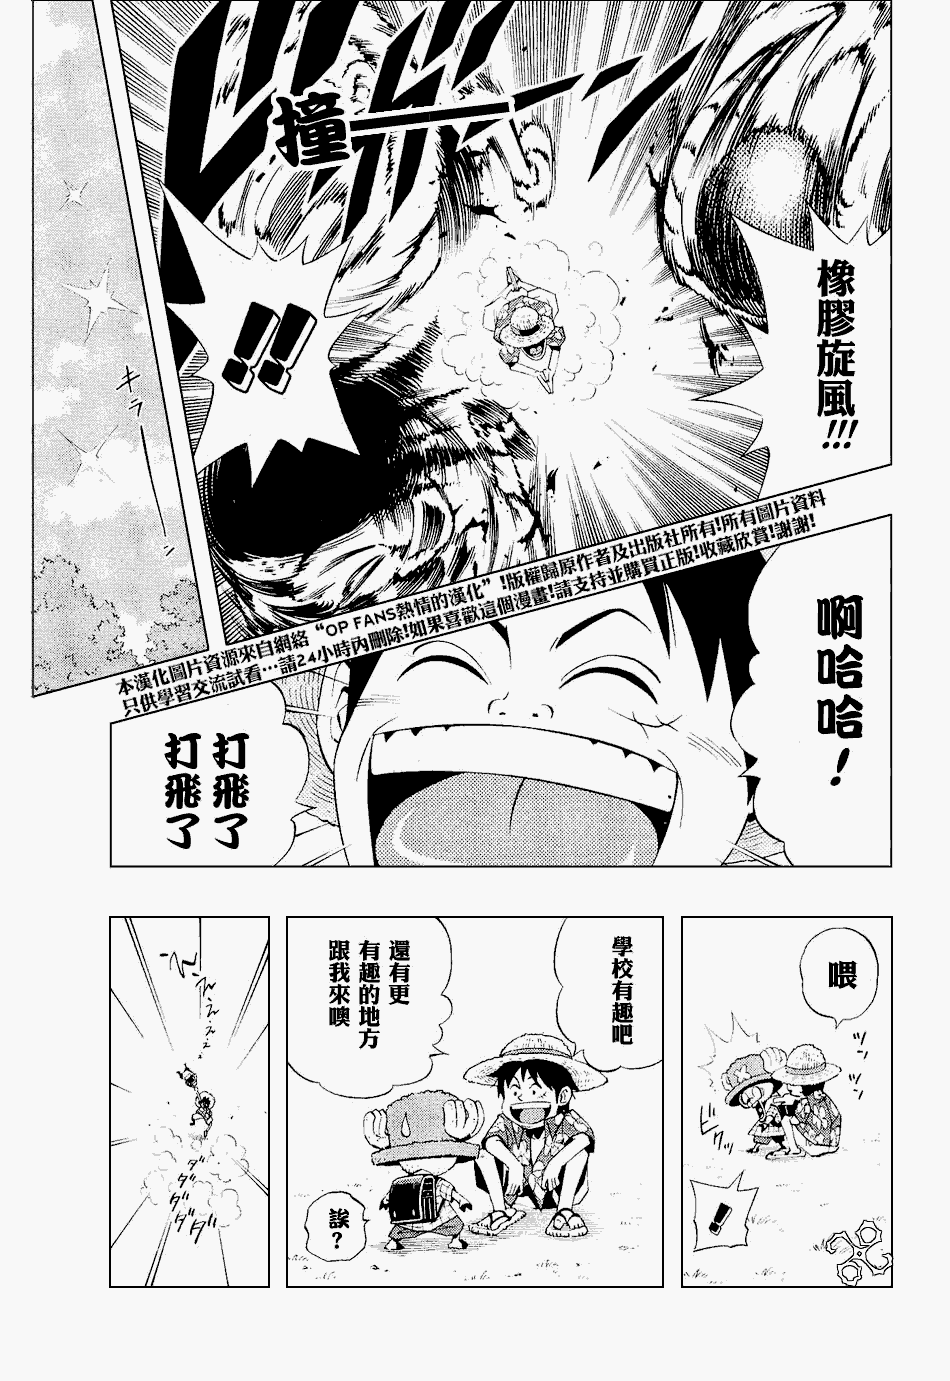 橡膠旋風!!!
撞
!!
キラ
本漢化圖片資源來自網絡“OP FANS熱情的漢化”!版權歸原作者及出版社所有!所有圖片資料
只供學習交流試看…請24小時內刪除!如果喜歡這個漫畫!請支持並購買正版!收藏欣賞!謝謝!
啊哈哈!
打飛了
打飛了
喂
!
學校有趣吧
還有更
有趣的地方
跟我來噢
誒?
ダダダダ